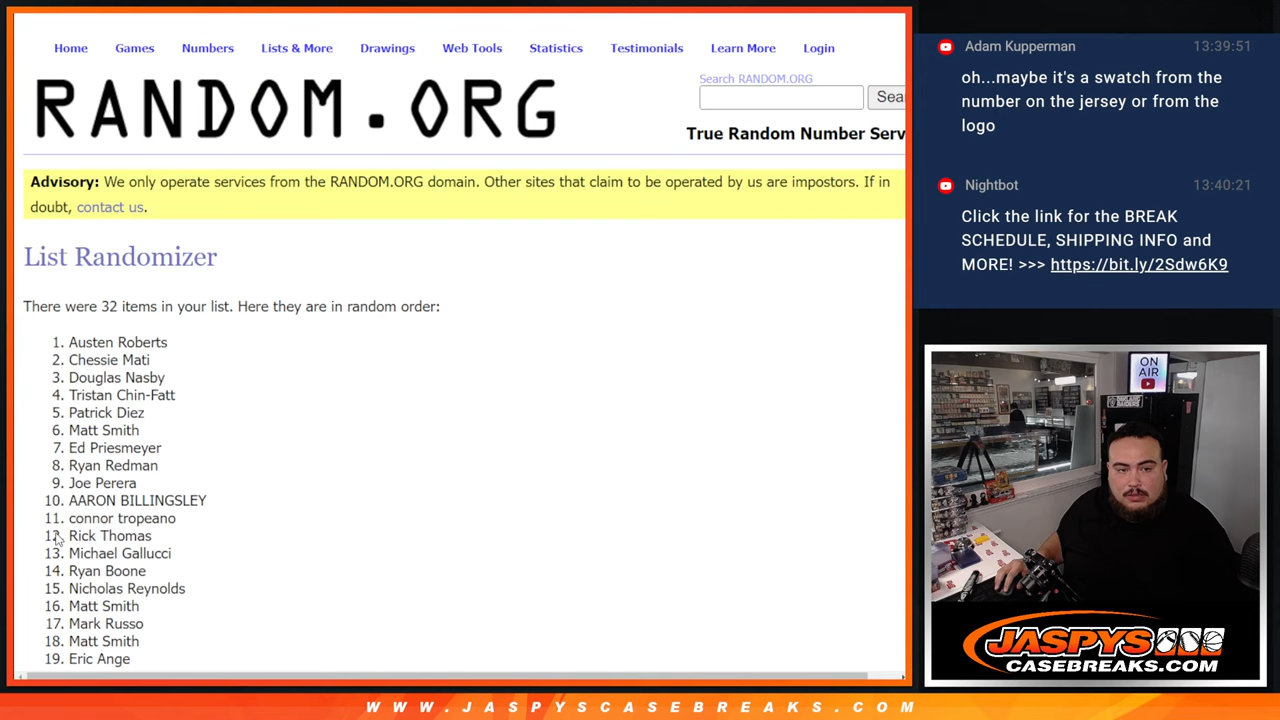 Home Games Numbers Lists & More Drawings Web Tools Statistics Testimonials Learn More Login
RANDOM.ORG
Search RANDOM.ORG
Sea
True Random Number Serv
Advisory: We only operate services from the RANDOM.ORG domain. Other sites that claim to be operated by us are impostors. If in
doubt, contact us.
List Randomizer
There were 32 items in your list. Here they are in random order:
1. Austen Roberts
2. Chessie Mati
3. Douglas Nasby
4. Tristan Chin-Fatt
5. Patrick Diez
6. Matt Smith
7. Ed Priesmeyer
8. Ryan Redman
9. Joe Perera
10. AARON BILLINGSLEY
11. connor tropeano
12. Rick Thomas
13. Michael Gallucci
14. Ryan Boone
15. Nicholas Reynolds
16. Matt Smith
17. Mark Russo
18. Matt Smith
19. Eric Ange
Adam Kupperman 13:39:51
oh...maybe it's a swatch from the
number on the jersey or from the
logo
Nightbot 13:40:21
Click the link for the BREAK
SCHEDULE, SHIPPING INFO and
MORE! >>> https://bit.ly/2Sdw6K9
ON
AIR
OAKLAND
RAIDERS
JASPYS
CASEBREAKS.COM
WWW.JASPYSCASEBREAKS.COM